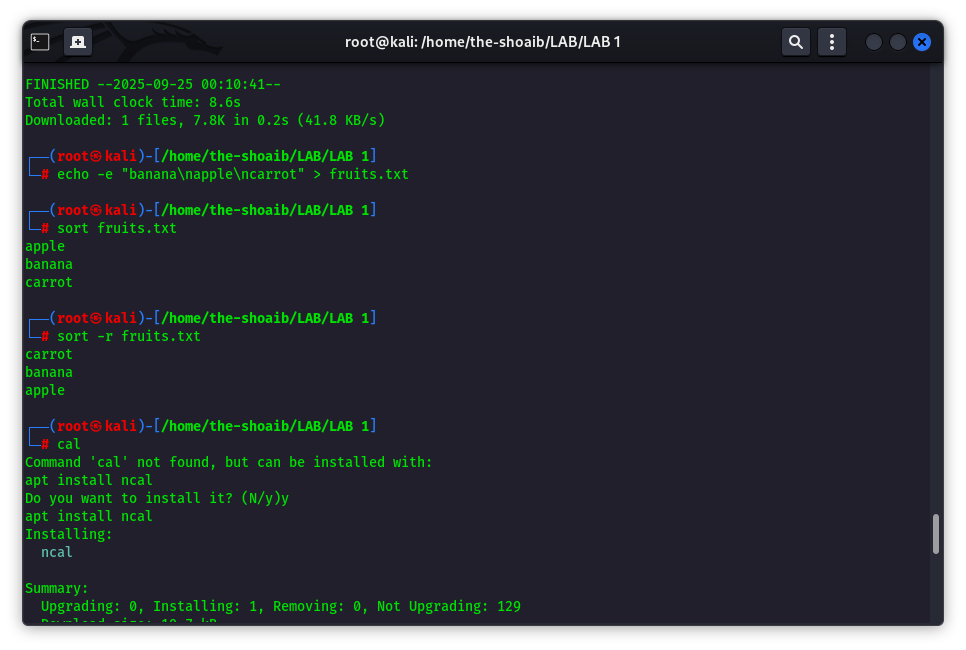 root@kali: /home/the-shoaib/LAB/LAB 1
FINISHED --2025-09-25 00:10:41--
Total wall clock time: 8.6s
Downloaded: 1 files, 7.8K in 0.2s (41.8 KB/s)
┌──(root㉿kali)-[/home/the-shoaib/LAB/LAB 1]
└─# echo -e "banana\napple\ncarrot" > fruits.txt
┌──(root㉿kali)-[/home/the-shoaib/LAB/LAB 1]
└─# sort fruits.txt
apple
banana
carrot
┌──(root㉿kali)-[/home/the-shoaib/LAB/LAB 1]
└─# sort -r fruits.txt
carrot
banana
apple
┌──(root㉿kali)-[/home/the-shoaib/LAB/LAB 1]
└─# cal
Command 'cal' not found, but can be installed with:
apt install ncal
Do you want to install it? (N/y)y
apt install ncal
Installing:
  ncal
Summary:
  Upgrading: 0, Installing: 1, Removing: 0, Not Upgrading: 129
  Download size: